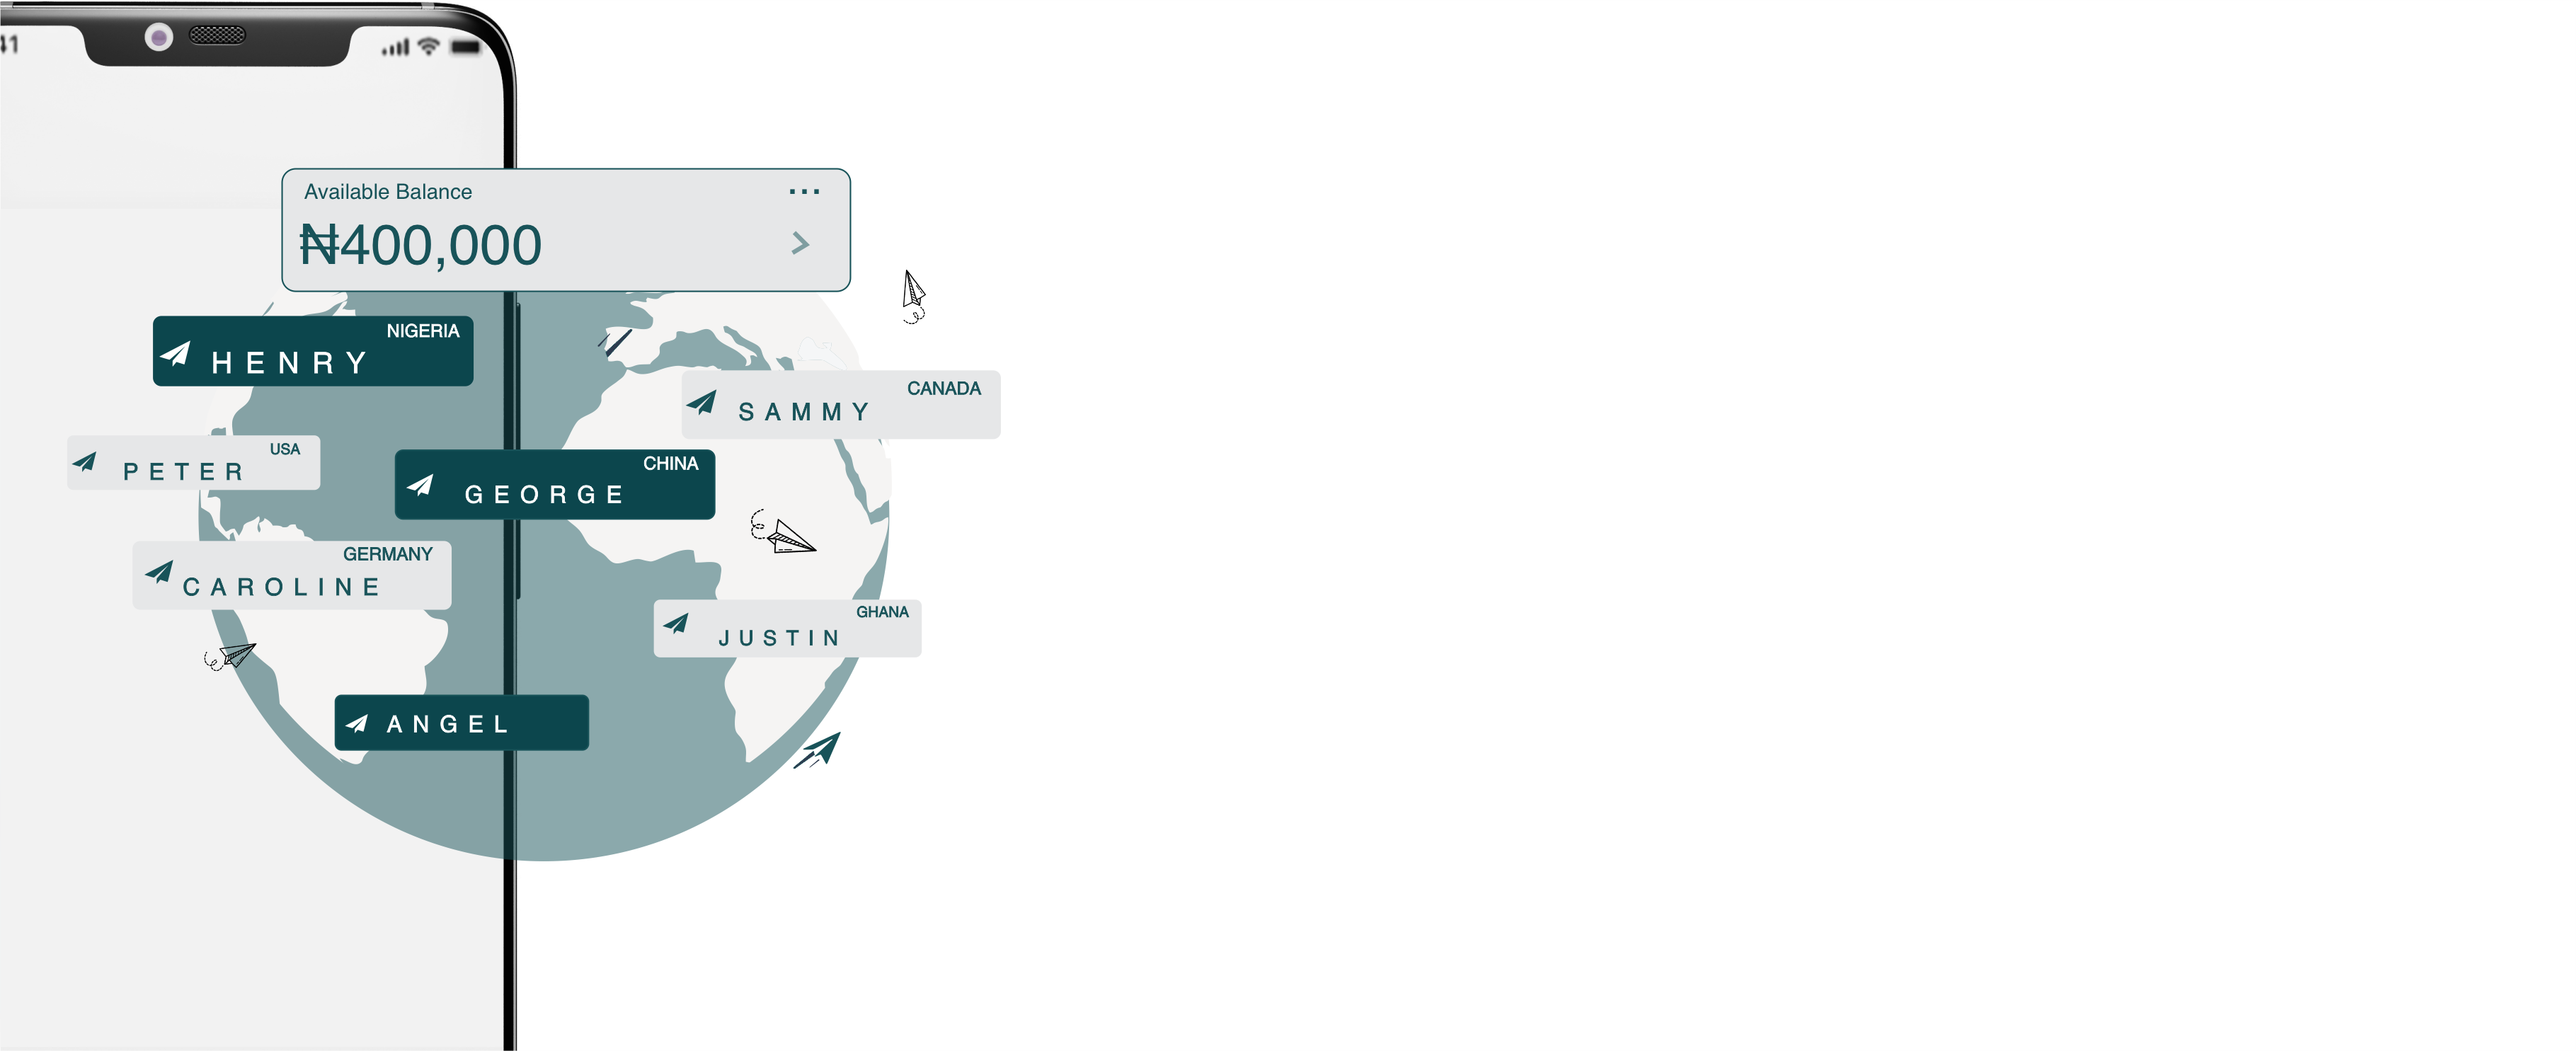 41
Available Balance
₦400,000
NIGERIA
HENRY
CANADA
SAMMY
USA
PETER
CHINA
GEORGE
GERMANY
CAROLINE
GHANA
JUSTIN
ANGEL